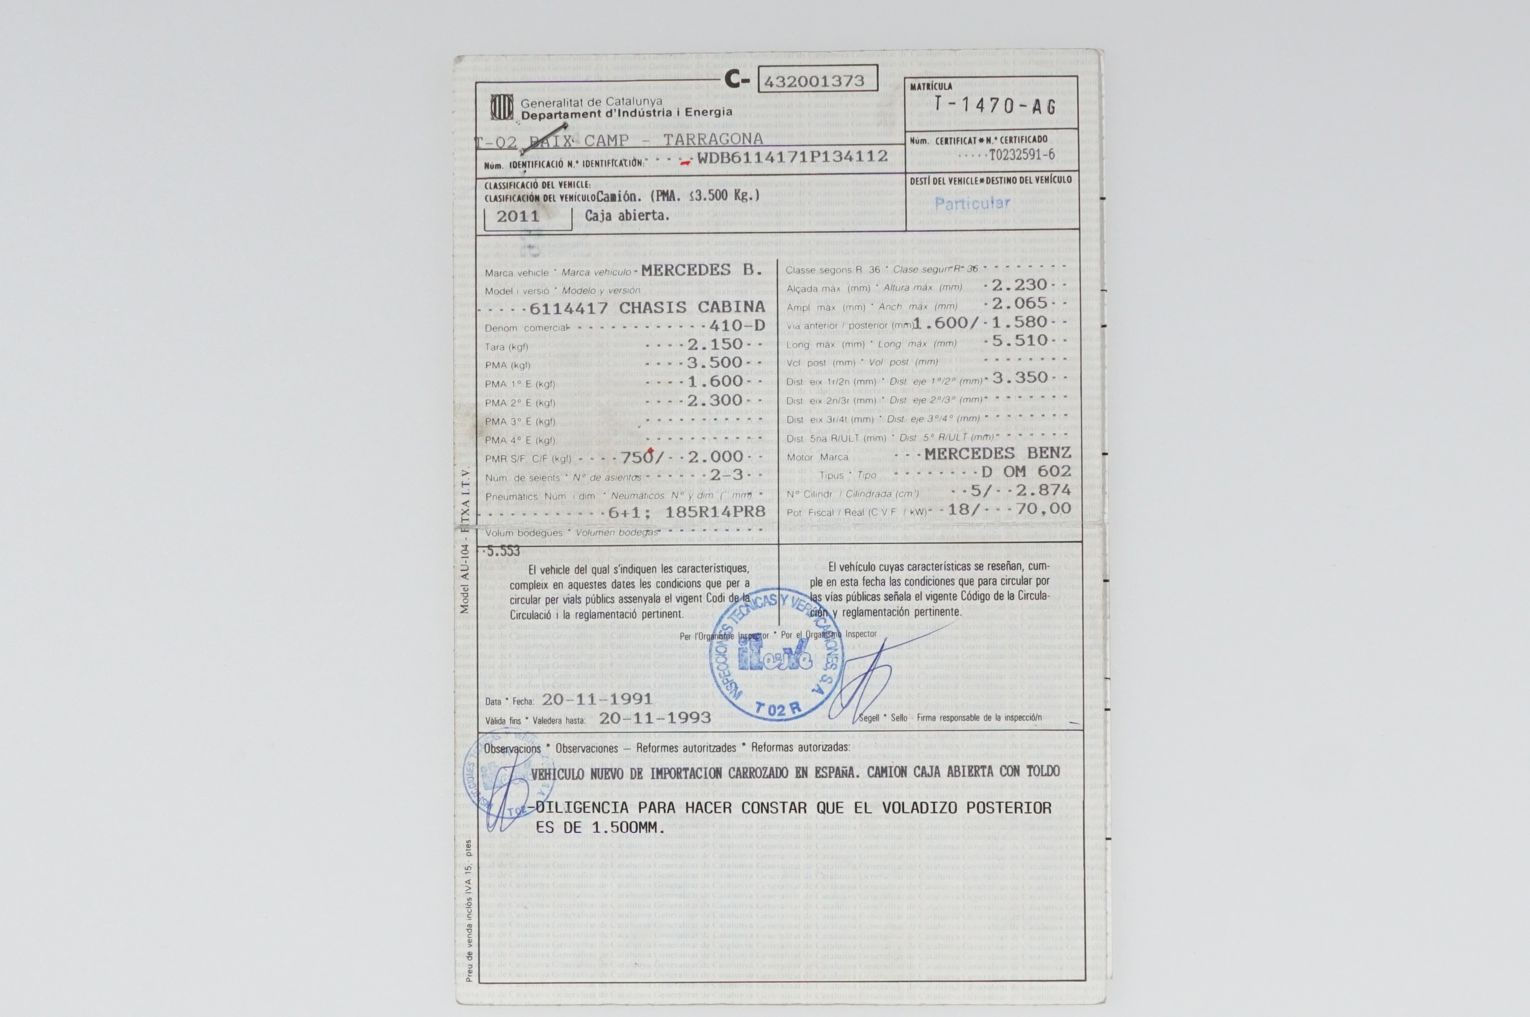 C- 432001373
Generalitat de Catalunya
Departament d'Indústria i Energia
T-02 BAIX CAMP - TARRAGONA
MATRÍCULA
T-1470-AG
Núm. IDENTIFICACIÓ N.º IDENTIFICACIÓN: WDB6114171P134112
Núm. CERTIFICAT * N.º CERTIFICADO
T0232591-6
CLASSIFICACIÓ DEL VEHICLE:
CLASIFICACIÓN DEL VEHÍCULO Camión. (PMA. ≤3.500 Kg.)
2011 Caja abierta.
DESTÍ DEL VEHICLE * DESTINO DEL VEHÍCULO
Particular
Marca vehicle * Marca vehículo - MERCEDES B.
Model i versió * Modelo y versión
6114417 CHASIS CABINA
Denom comercial 410-D
Tara (kgf) 2.150
PMA (kgf) 3.500
PMA 1º E (kgf) 1.600
PMA 2º E (kgf) 2.300
PMA 3º E (kgf)
PMA 4º E (kgf)
PMR S/F. C/F (kgf) 750/ 2.000
Núm. de seients * Nº de asientos 2-3
Pneumàtics Núm i dim * Neumáticos Nº y dim ( mm) *
6+1; 185R14PR8
Volum bodegues * Volumen bodegas
5.553
Classe segons R 36 * Clase según R 36
Alçada màx (mm) * Altura máx (mm) 2.230
Ampl màx (mm) * Anch máx (mm) 2.065
Via anterior / posterior (mm) 1.600/ 1.580
Long màx (mm) * Long máx (mm) 5.510
Vol post (mm) * Vol post (mm)
Dist eix 1r/2n (mm) * Dist. eje 1º/2º (mm) 3.350
Dist eix 2n/3r (mm) * Dist. eje 2º/3º (mm)
Dist eix 3r/4t (mm) * Dist. eje 3º/4º (mm)
Dist 5na R/ULT (mm) * Dist 5º R/ULT (mm)
Motor Marca MERCEDES BENZ
Tipus * Tipo D OM 602
Nº Cilindr / Cilindrada (cm³) 5/ 2.874
Pot Fiscal / Real (C V F / kW) 18/ 70,00
El vehicle del qual s'indiquen les característiques,
compleix en aquestes dates les condicions que per a
circular per vials públics assenyala el vigent Codi de la
Circulació i la reglamentació pertinent.
El vehículo cuyas características se reseñan, cum-
ple en esta fecha las condiciones que para circular por
las vías públicas señala el vigente Código de la Circula-
ción y reglamentación pertinente.
Per l'Organisme Inspector * Por el Organismo Inspector
INSPECCIONES TECNICAS Y VERIFICACIONES, S.A.
T 02 R
Data * Fecha: 20-11-1991
Vàlida fins * Valedera hasta: 20-11-1993
Segell * Sello - Firma responsable de la inspecció/n
Observacions * Observaciones – Reformes autoritzades * Reformas autorizadas:
VEHICULO NUEVO DE IMPORTACION CARROZADO EN ESPAÑA. CAMION CAJA ABIERTA CON TOLDO
-DILIGENCIA PARA HACER CONSTAR QUE EL VOLADIZO POSTERIOR
ES DE 1.500MM.
Model AU-104 - FITXA I.T.V.
Preu de venda inclòs IVA 15, ptes